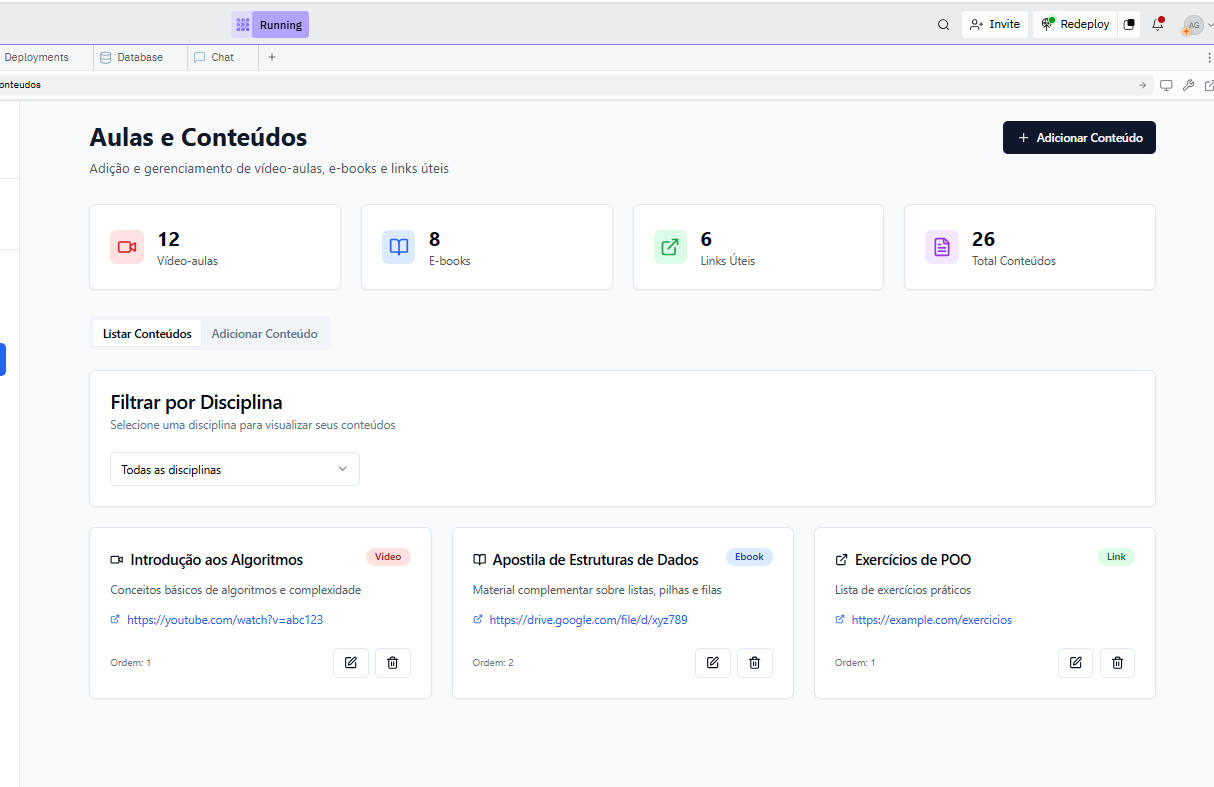 Running
Invite
Redeploy
AG
Deployments
Database
Chat
onteudos
Aulas e Conteúdos
Adicionar Conteúdo
Adição e gerenciamento de vídeo-aulas, e-books e links úteis
12
Vídeo-aulas
8
E-books
6
Links Úteis
26
Total Conteúdos
Listar Conteúdos
Adicionar Conteúdo
Filtrar por Disciplina
Selecione uma disciplina para visualizar seus conteúdos
Todas as disciplinas
Introdução aos Algoritmos
Vídeo
Conceitos básicos de algoritmos e complexidade
https://youtube.com/watch?v=abc123
Ordem: 1
Apostila de Estruturas de Dados
Ebook
Material complementar sobre listas, pilhas e filas
https://drive.google.com/file/d/xyz789
Ordem: 2
Exercícios de POO
Link
Lista de exercícios práticos
https://example.com/exercicios
Ordem: 1